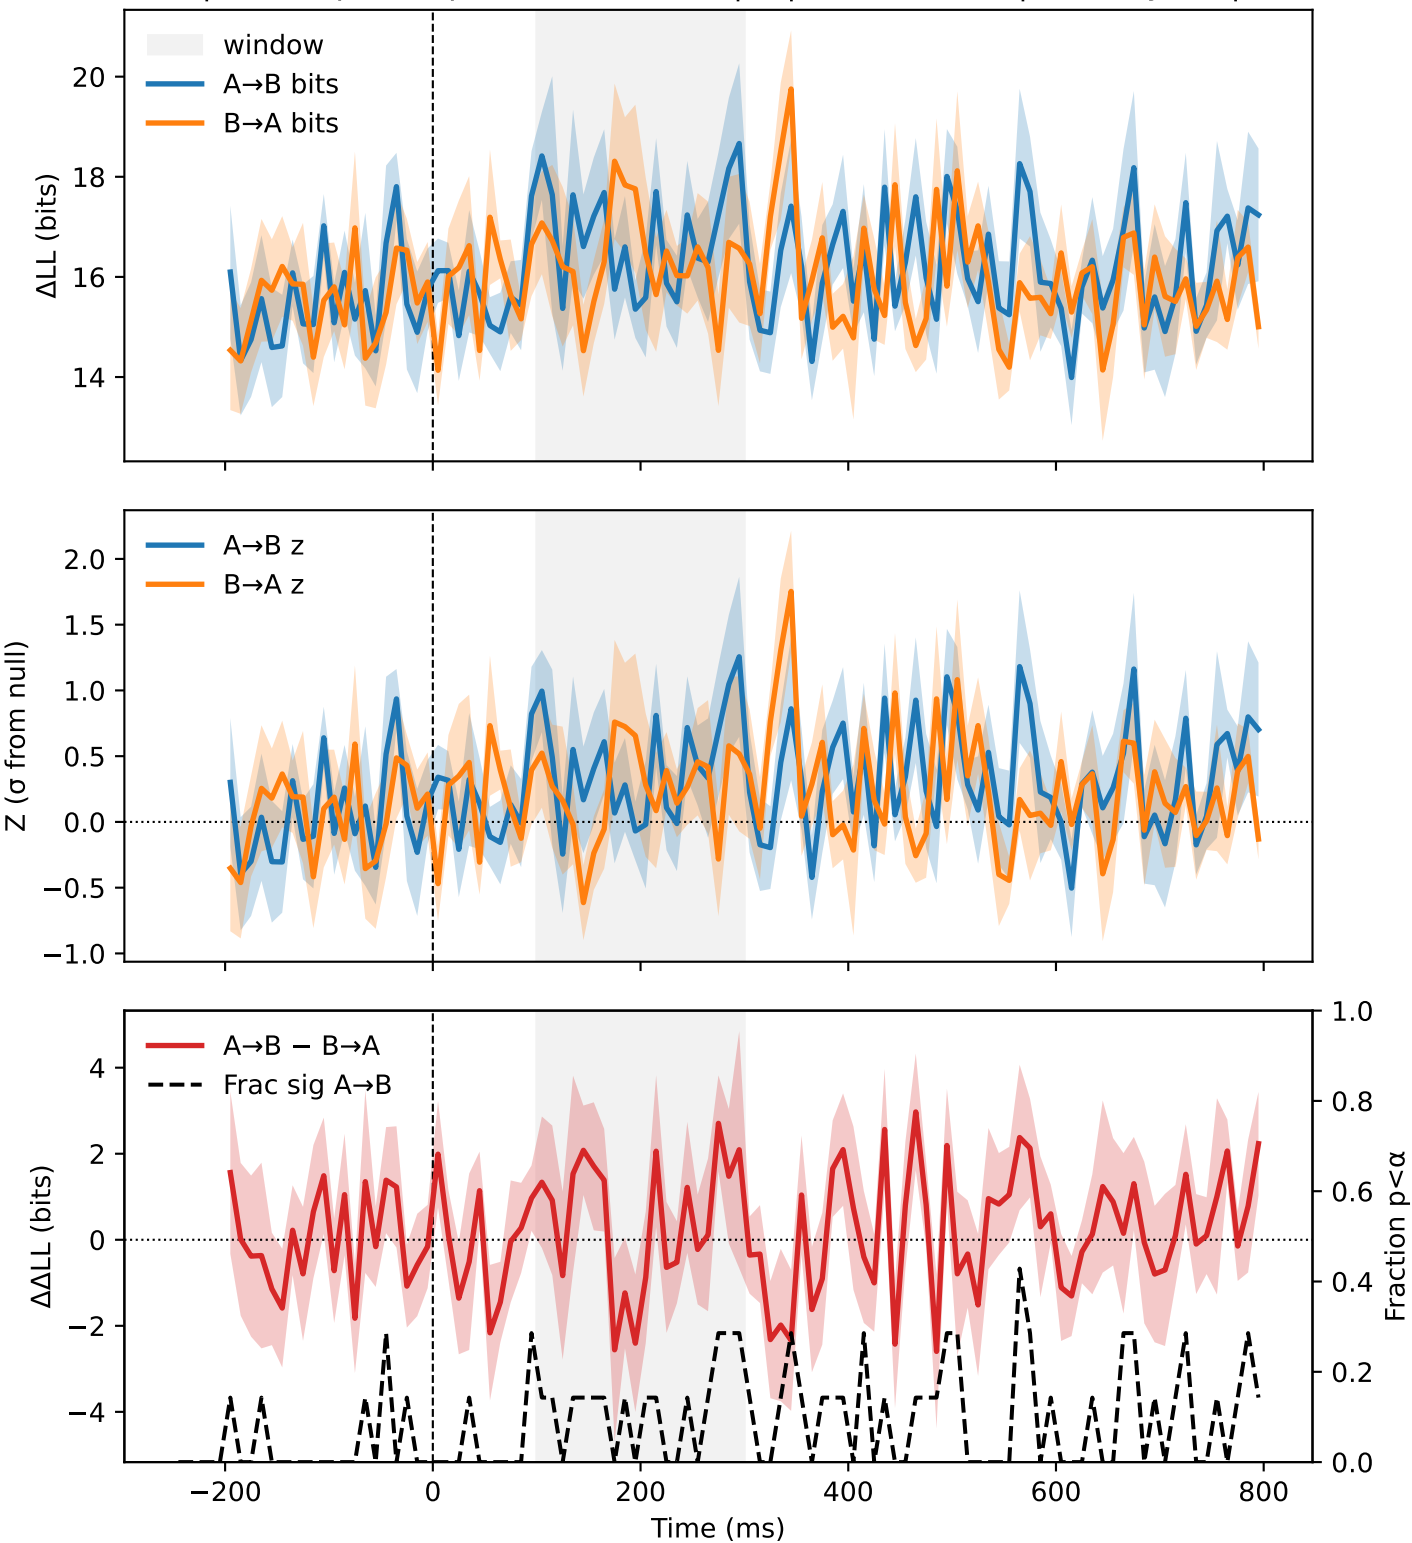 window
A→B bits
B→A bits
ΔLL (bits)
20
18
16
14
A→B z
B→A z
Z (σ from null)
2.0
1.5
1.0
0.5
0.0
−0.5
−1.0
A→B − B→A
Frac sig A→B
ΔΔLL (bits)
4
2
0
−2
−4
1.0
0.8
0.6
0.4
0.2
0.0
Fraction p<α
−200
0
200
400
600
800
Time (ms)